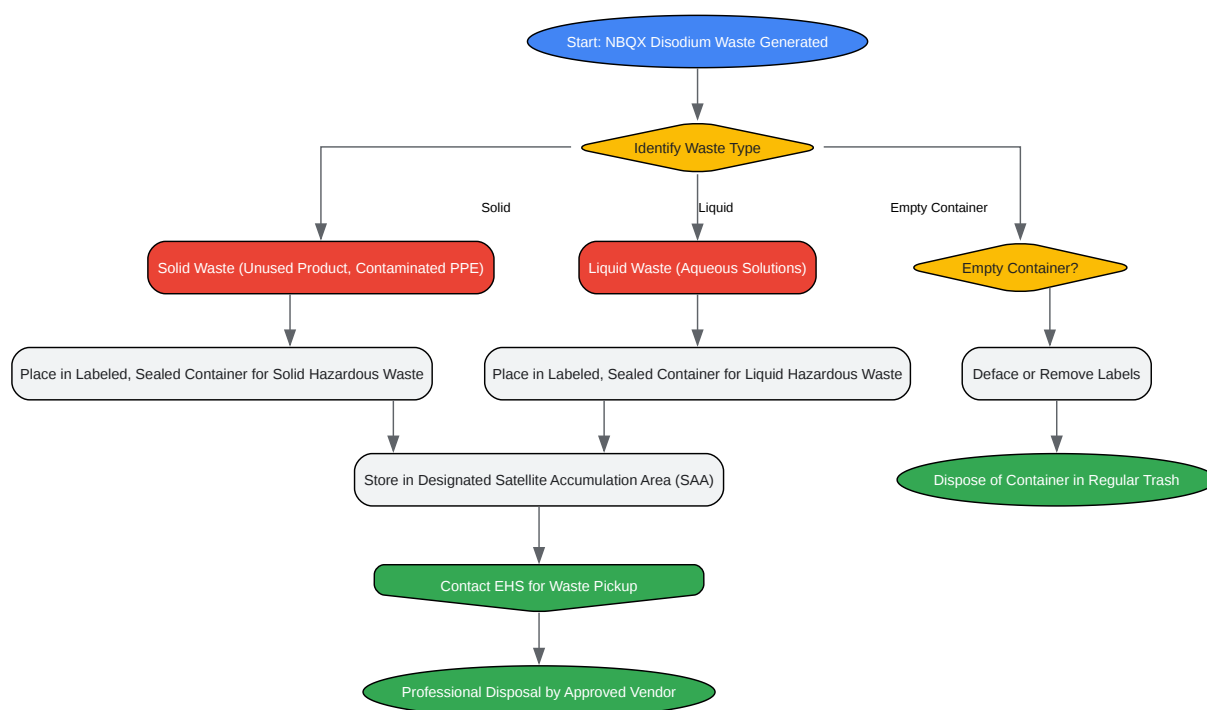 Start: NBQX Disodium Waste Generated
Identify Waste Type
Solid
Liquid
Empty Container
Solid Waste (Unused Product, Contaminated PPE)
Liquid Waste (Aqueous Solutions)
Empty Container?
Place in Labeled, Sealed Container for Solid Hazardous Waste
Place in Labeled, Sealed Container for Liquid Hazardous Waste
Deface or Remove Labels
Store in Designated Satellite Accumulation Area (SAA)
Dispose of Container in Regular Trash
Contact EHS for Waste Pickup
Professional Disposal by Approved Vendor